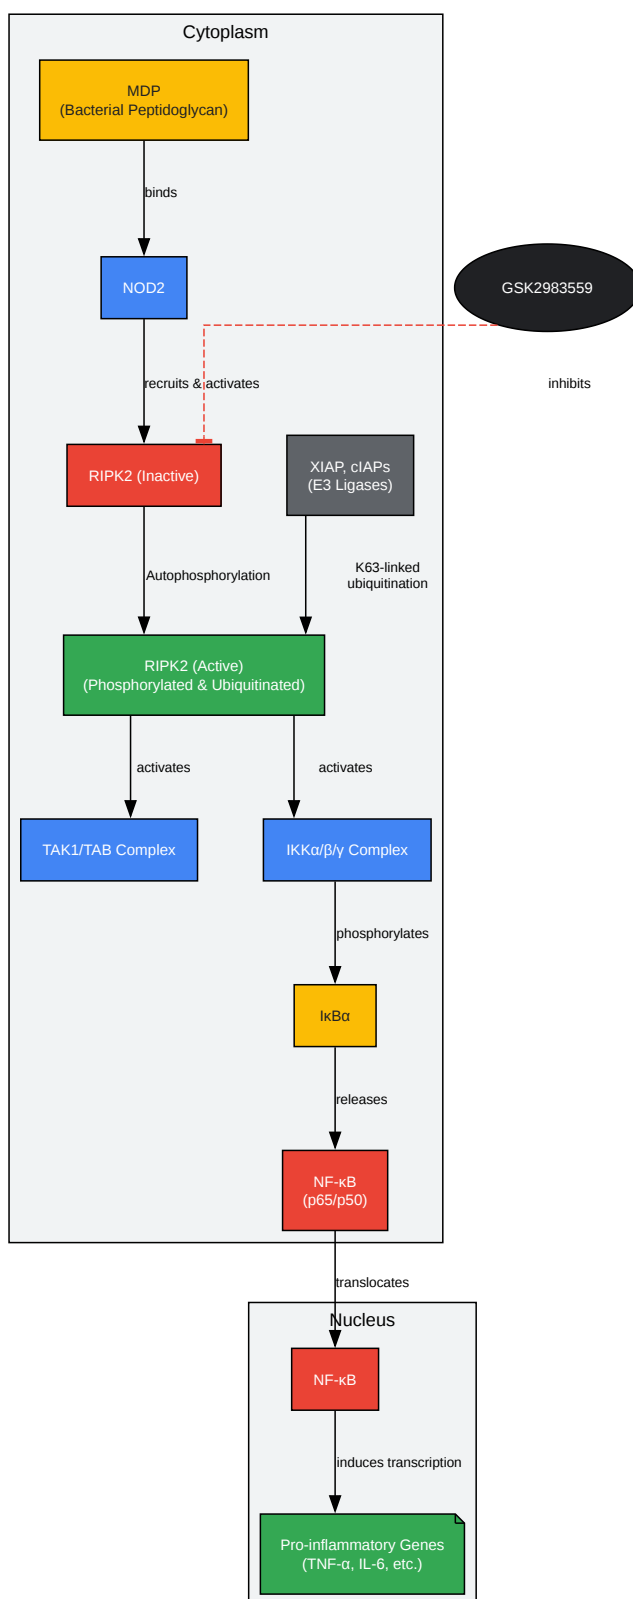 Cytoplasm
MDP
(Bacterial Peptidoglycan)
binds
NOD2
GSK2983559
recruits & activates
inhibits
RIPK2 (Inactive)
XIAP, cIAPs
(E3 Ligases)
Autophosphorylation
K63-linked
ubiquitination
RIPK2 (Active)
(Phosphorylated & Ubiquitinated)
activates
activates
TAK1/TAB Complex
IKKα/β/γ Complex
phosphorylates
IκBα
releases
NF-κB
(p65/p50)
translocates
Nucleus
NF-κB
induces transcription
Pro-inflammatory Genes
(TNF-α, IL-6, etc.)